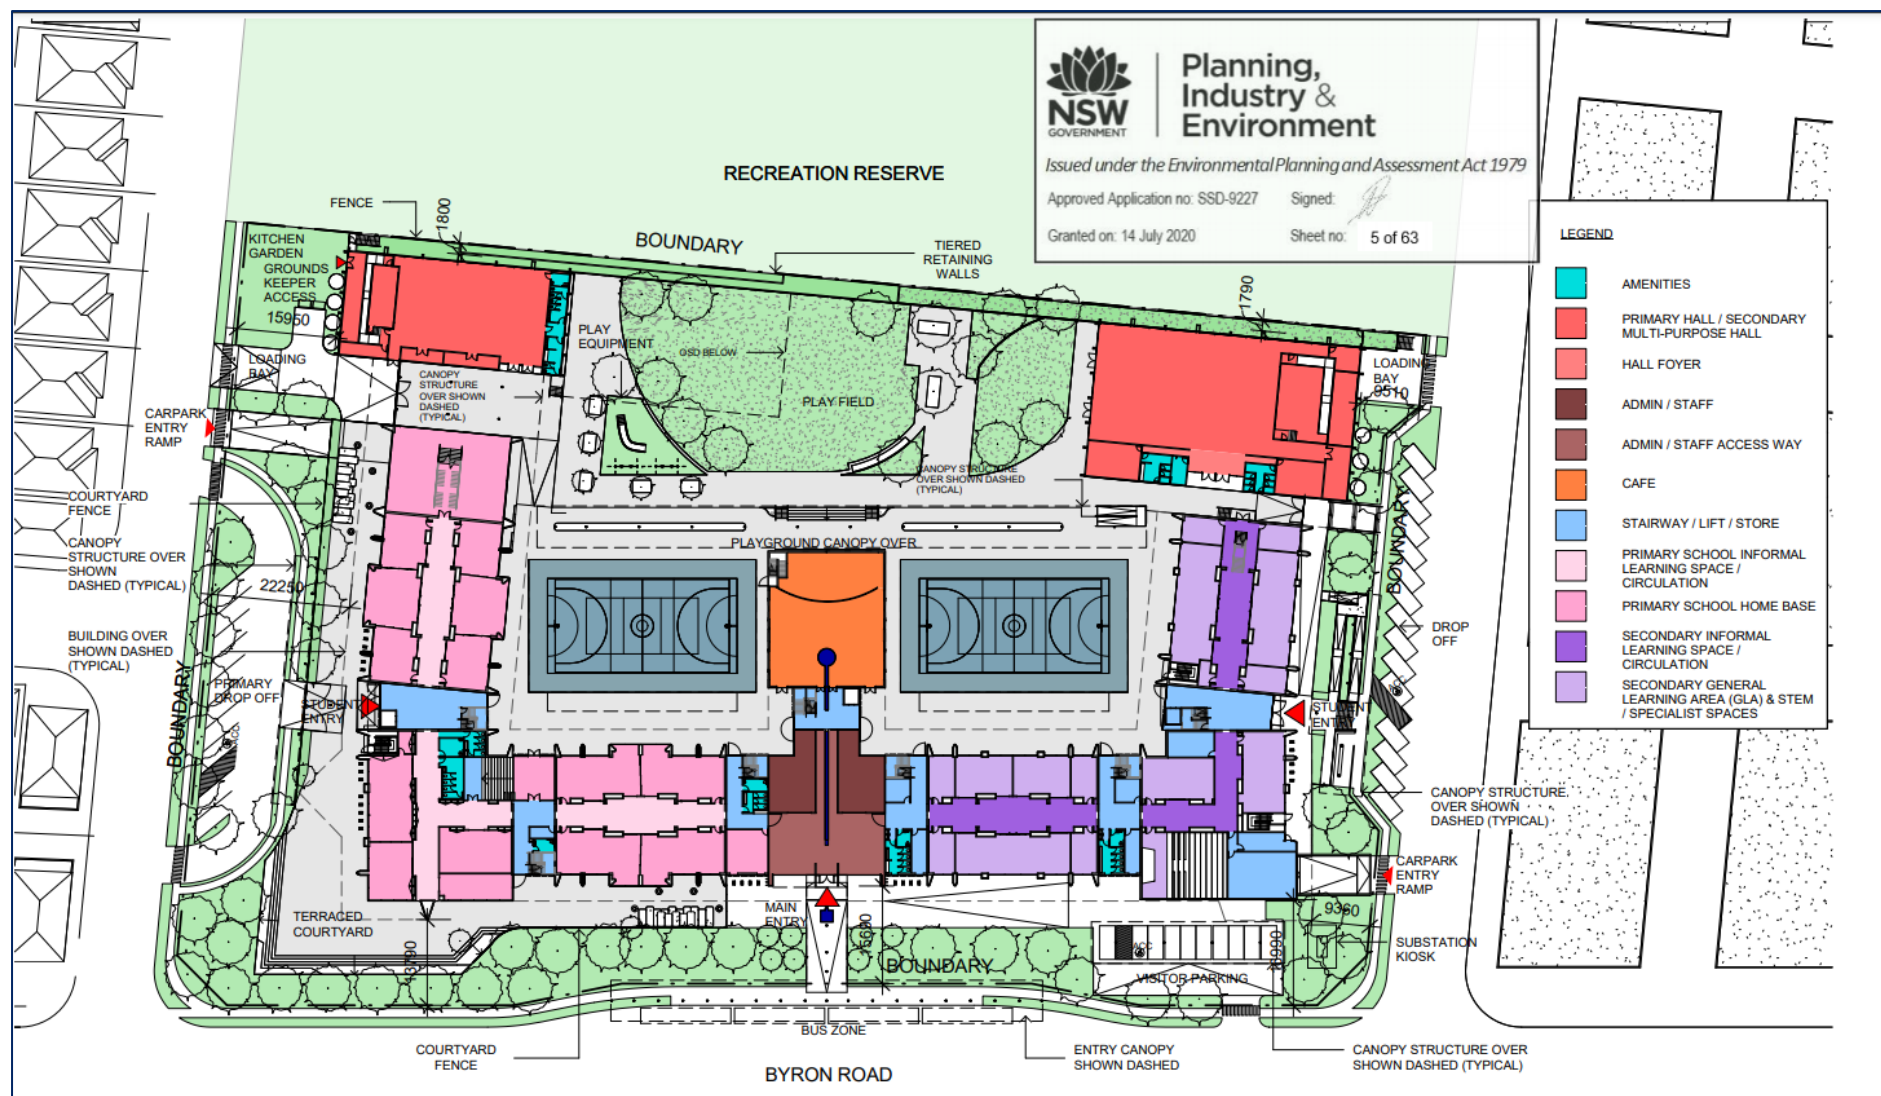 NSW
GOVERNMENT
Planning,
Industry &
Environment
Issued under the Environmental Planning and Assessment Act 1979
Approved Application no: SSD-9227
Signed:
Granted on: 14 July 2020
Sheet no: 5 of 63
RECREATION RESERVE
FENCE
1800
BOUNDARY
TIERED
RETAINING
WALLS
1790
KITCHEN
GARDEN
GROUNDS
KEEPER
ACCESS
15950
LOADING
BAY
PLAY
EQUIPMENT
OSD BELOW
PLAY FIELD
CANOPY
STRUCTURE
OVER SHOWN
DASHED
(TYPICAL)
LOADING
BAY
9510
CARPARK
ENTRY
RAMP
CANOPY STRUCTURE
OVER SHOWN DASHED
(TYPICAL)
COURTYARD
FENCE
CANOPY
STRUCTURE OVER
SHOWN
DASHED (TYPICAL)
22250
PLAYGROUND CANOPY OVER
BOUNDARY
DROP
OFF
BUILDING OVER
SHOWN DASHED
(TYPICAL)
BOUNDARY
PRIMARY
DROP OFF
STUDENT
ENTRY
ACC
STUDENT
ENTRY
ACC
CANOPY STRUCTURE
OVER SHOWN
DASHED (TYPICAL)
CARPARK
ENTRY
RAMP
MAIN
ENTRY
TERRACED
COURTYARD
13790
15690
BOUNDARY
ACC
VISITOR PARKING
16990
9360
SUBSTATION
KIOSK
BUS ZONE
COURTYARD
FENCE
ENTRY CANOPY
SHOWN DASHED
CANOPY STRUCTURE OVER
SHOWN DASHED (TYPICAL)
BYRON ROAD
LEGEND
AMENITIES
PRIMARY HALL / SECONDARY
MULTI-PURPOSE HALL
HALL FOYER
ADMIN / STAFF
ADMIN / STAFF ACCESS WAY
CAFE
STAIRWAY / LIFT / STORE
PRIMARY SCHOOL INFORMAL
LEARNING SPACE /
CIRCULATION
PRIMARY SCHOOL HOME BASE
SECONDARY INFORMAL
LEARNING SPACE /
CIRCULATION
SECONDARY GENERAL
LEARNING AREA (GLA) & STEM
/ SPECIALIST SPACES